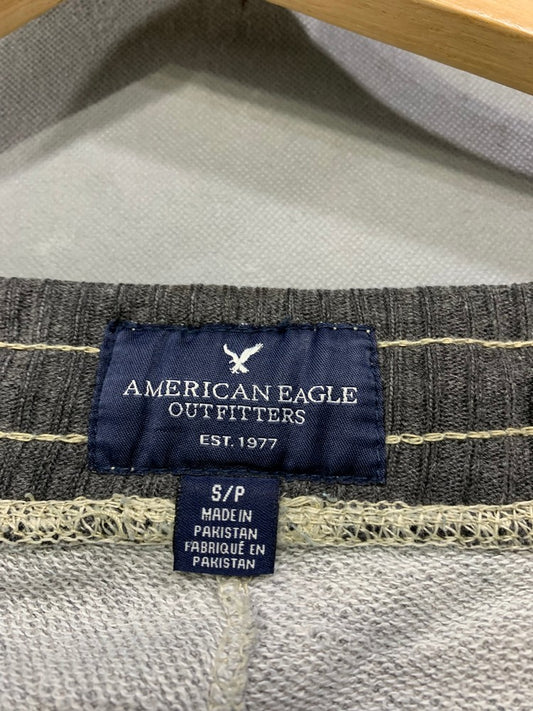 AMERICAN EAGLE
OUTFITTERS
EST. 1977
S/P
MADE IN
PAKISTAN
FABRIQUÉ EN
PAKISTAN